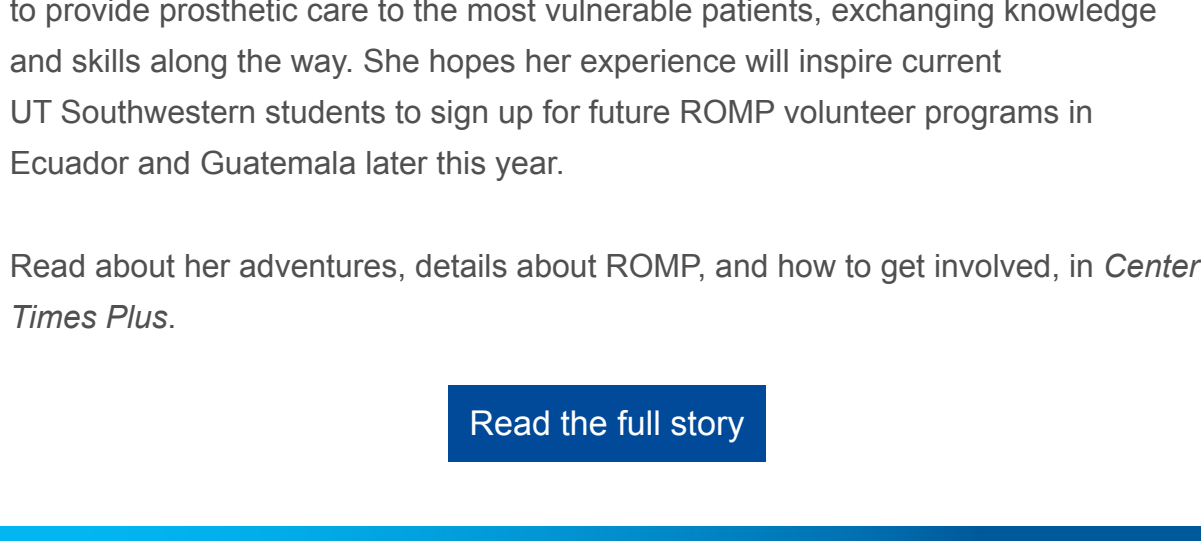 to provide prosthetic care to the most vulnerable patients, exchanging knowledge
and skills along the way. She hopes her experience will inspire current
UT Southwestern students to sign up for future ROMP volunteer programs in
Ecuador and Guatemala later this year.
Read about her adventures, details about ROMP, and how to get involved, in Center
Times Plus.
Read the full story